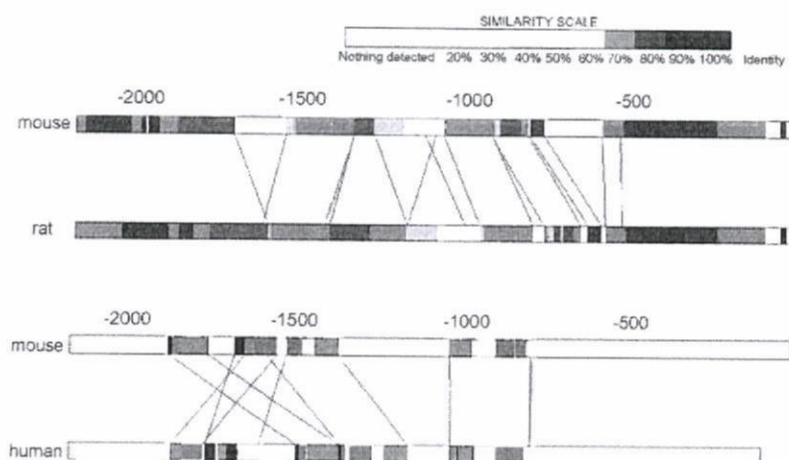 SIMILARITY SCALE
Nothing detected 20% 30% 40% 50% 60% 70% 80% 90% 100% Identity
-2000 -1500 -1000 -500
mouse
rat
-2000 -1500 -1000 -500
mouse
human